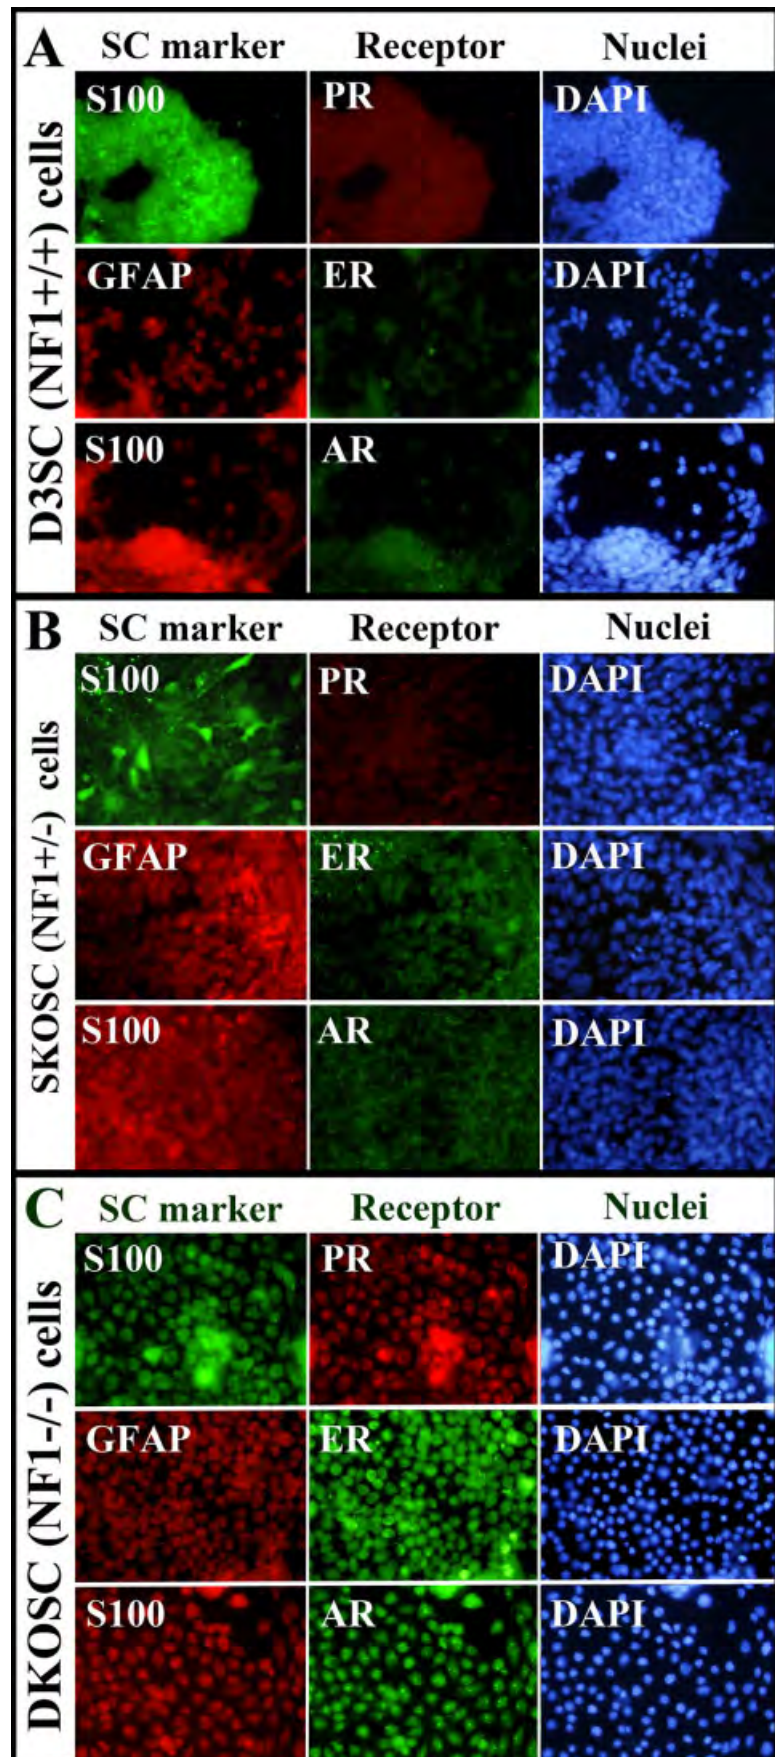 A
SC marker Receptor Nuclei
D3SC (NF1+/+) cells
S100 PR DAPI
GFAP ER DAPI
S100 AR DAPI
B
SC marker Receptor Nuclei
SKOSC (NF1+/-) cells
S100 PR DAPI
GFAP ER DAPI
S100 AR DAPI
C
SC marker Receptor Nuclei
DKOSC (NF1-/-) cells
S100 PR DAPI
GFAP ER DAPI
S100 AR DAPI